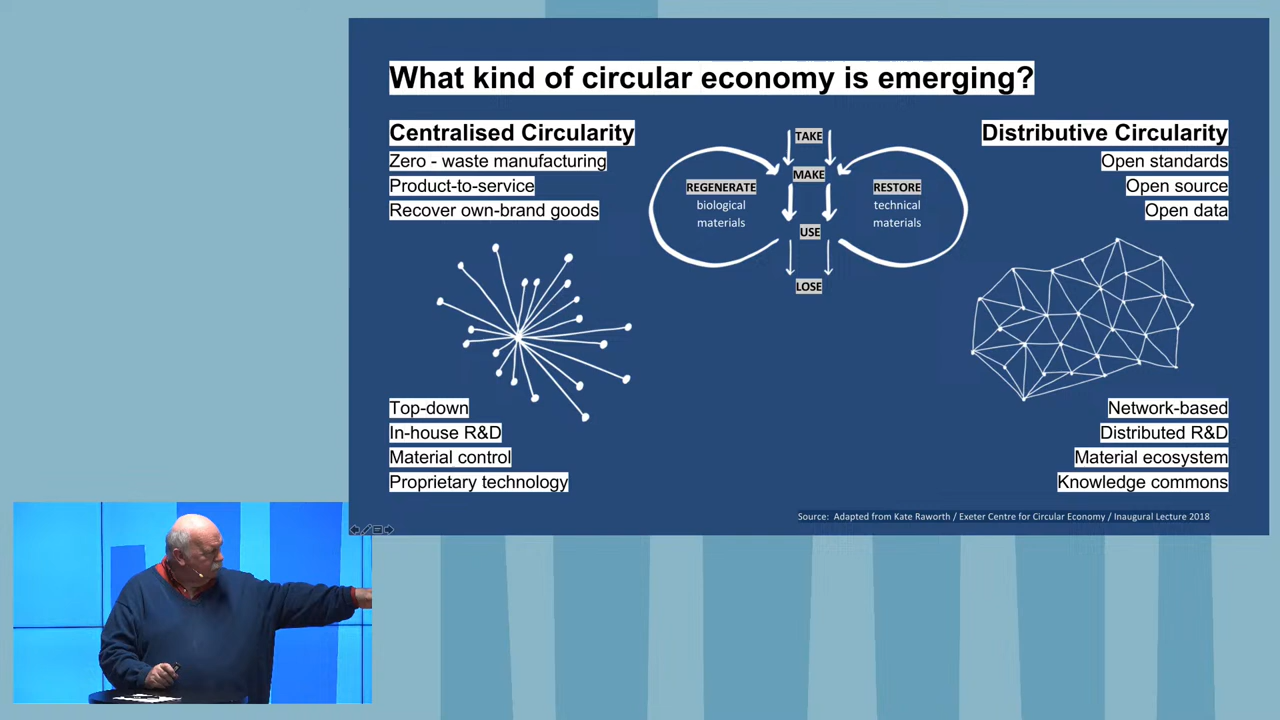 What kind of circular economy is emerging?
Centralised Circularity
Zero - waste manufacturing
Product-to-service
Recover own-brand goods
TAKE
MAKE
REGENERATE
biological
materials
RESTORE
technical
materials
USE
LOSE
Distributive Circularity
Open standards
Open source
Open data
Top-down
In-house R&D
Material control
Proprietary technology
Network-based
Distributed R&D
Material ecosystem
Knowledge commons
Source: Adapted from Kate Raworth / Exeter Centre for Circular Economy / Inaugural Lecture 2018